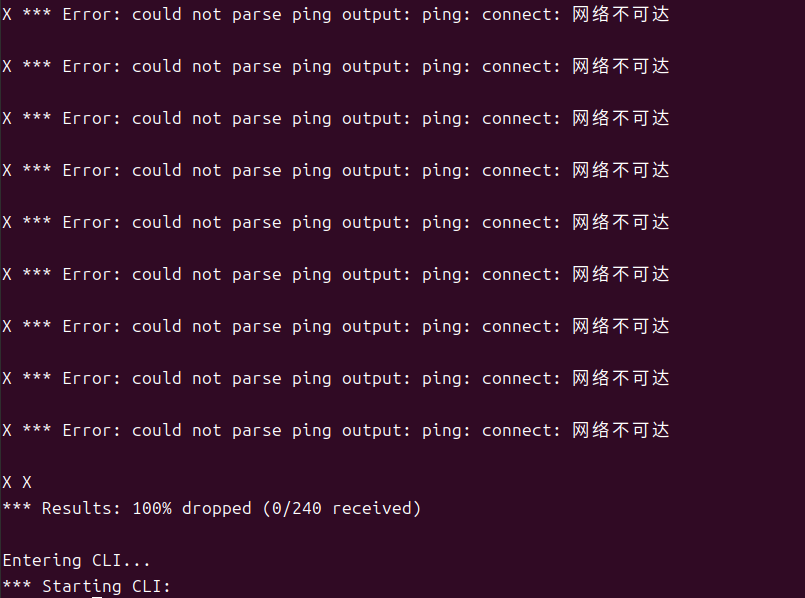 X *** Error: could not parse ping output: ping: connect: 网络不可达
X *** Error: could not parse ping output: ping: connect: 网络不可达
X *** Error: could not parse ping output: ping: connect: 网络不可达
X *** Error: could not parse ping output: ping: connect: 网络不可达
X *** Error: could not parse ping output: ping: connect: 网络不可达
X *** Error: could not parse ping output: ping: connect: 网络不可达
X *** Error: could not parse ping output: ping: connect: 网络不可达
X *** Error: could not parse ping output: ping: connect: 网络不可达
X *** Error: could not parse ping output: ping: connect: 网络不可达
X X
*** Results: 100% dropped (0/240 received)
Entering CLI...
*** Starting CLI: